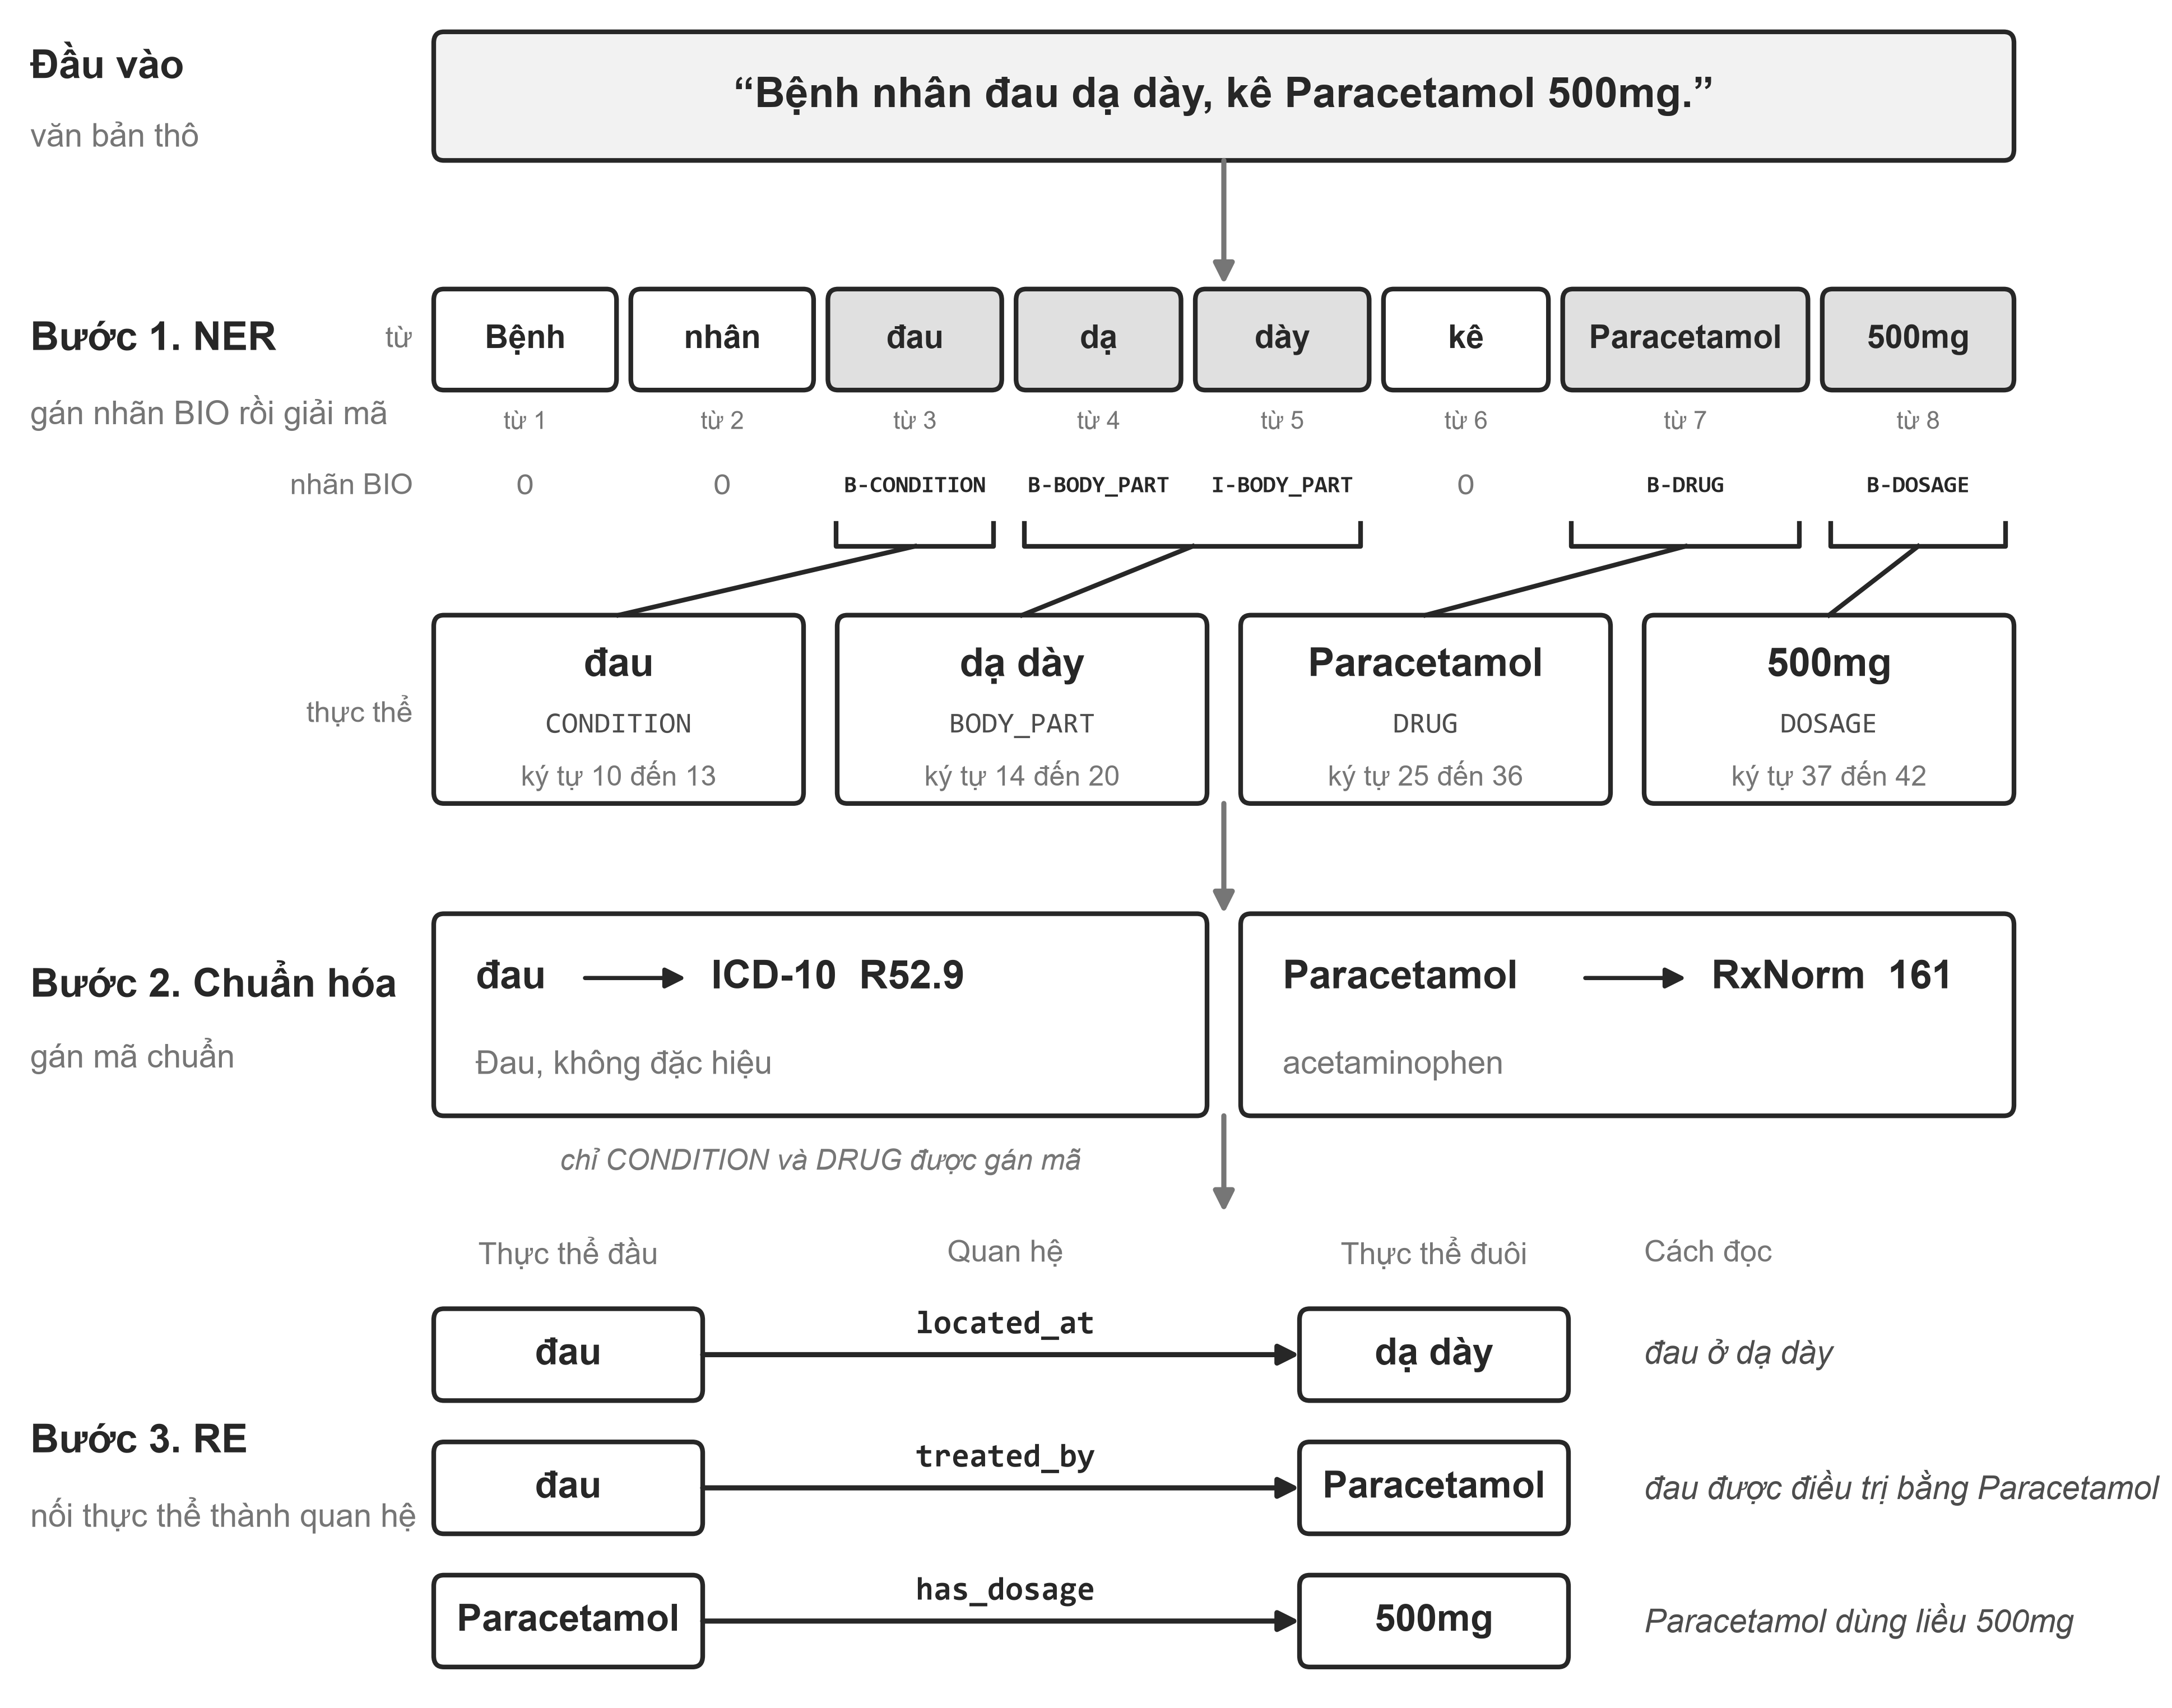 Đầu vào
văn bản thô
“Bệnh nhân đau dạ dày, kê Paracetamol 500mg.”
Bước 1. NER
gán nhãn BIO rồi giải mã
từ
Bệnh nhân đau dạ dày kê Paracetamol 500mg
từ 1 từ 2 từ 3 từ 4 từ 5 từ 6 từ 7 từ 8
nhãn BIO
O O B-CONDITION B-BODY_PART I-BODY_PART O B-DRUG B-DOSAGE
thực thể
đau
CONDITION
ký tự 10 đến 13
dạ dày
BODY_PART
ký tự 14 đến 20
Paracetamol
DRUG
ký tự 25 đến 36
500mg
DOSAGE
ký tự 37 đến 42
Bước 2. Chuẩn hóa
gán mã chuẩn
đau ICD-10 R52.9
Đau, không đặc hiệu
Paracetamol RxNorm 161
acetaminophen
chỉ CONDITION và DRUG được gán mã
Thực thể đầu Quan hệ Thực thể đuôi Cách đọc
Bước 3. RE
nối thực thể thành quan hệ
đau located_at dạ dày đau ở dạ dày
đau treated_by Paracetamol đau được điều trị bằng Paracetamol
Paracetamol has_dosage 500mg Paracetamol dùng liều 500mg